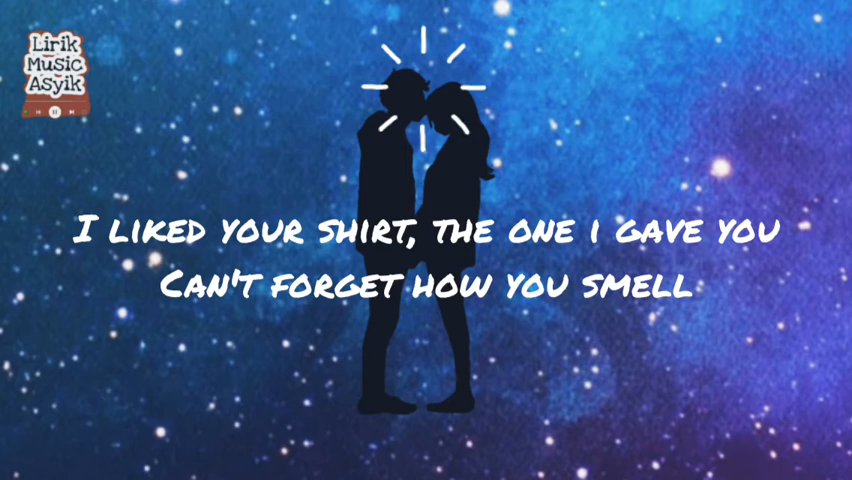 Lirik
Music
Asyik
I LIKED YOUR SHIRT, THE ONE I GAVE YOU
CAN'T FORGET HOW YOU SMELL